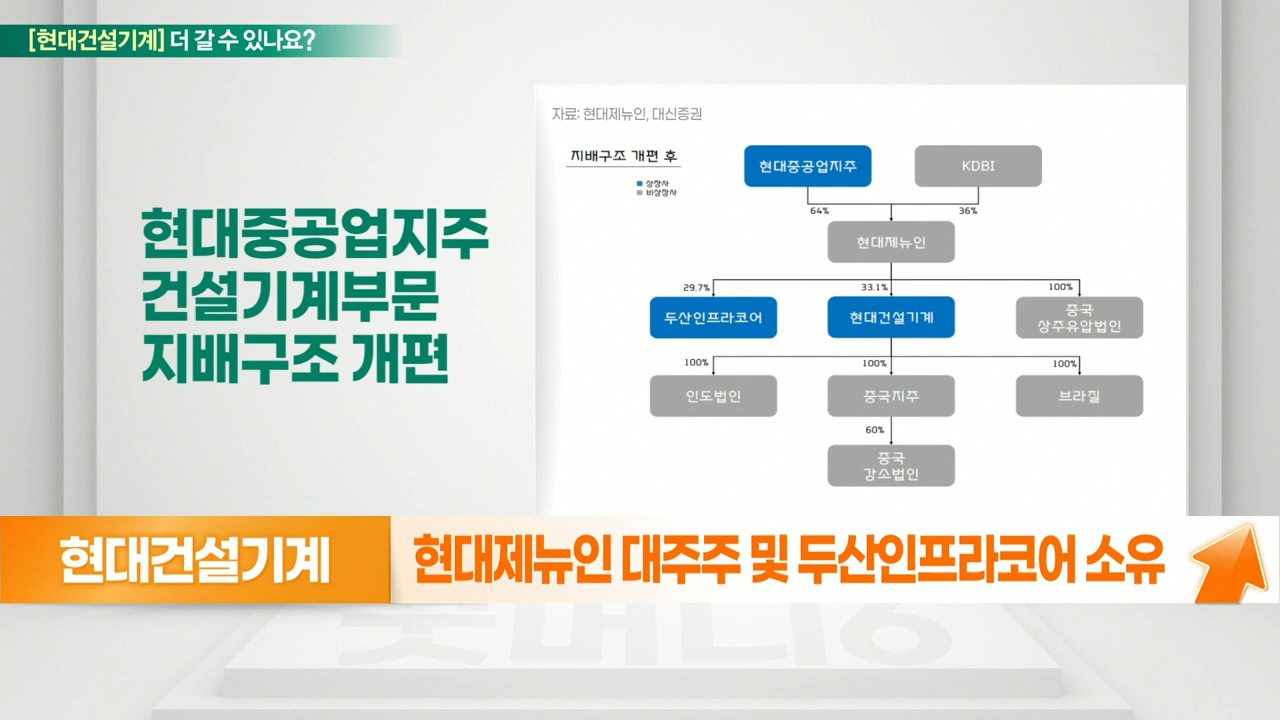 [현대건설기계] 더 갈 수 있나요?
자료: 현대제뉴인, 대신증권
현대중공업지주
건설기계부문
지배구조 개편
지배구조 개편 후
상장사
비상장사
현대중공업지주
KDBI
64%
36%
현대제뉴인
29.7%
33.1%
100%
두산인프라코어
현대건설기계
중국
상주유압법인
100%
100%
100%
인도법인
중국지주
브라질
60%
중국
강소법인
현대건설기계
현대제뉴인 대주주 및 두산인프라코어 소유
굿머니6